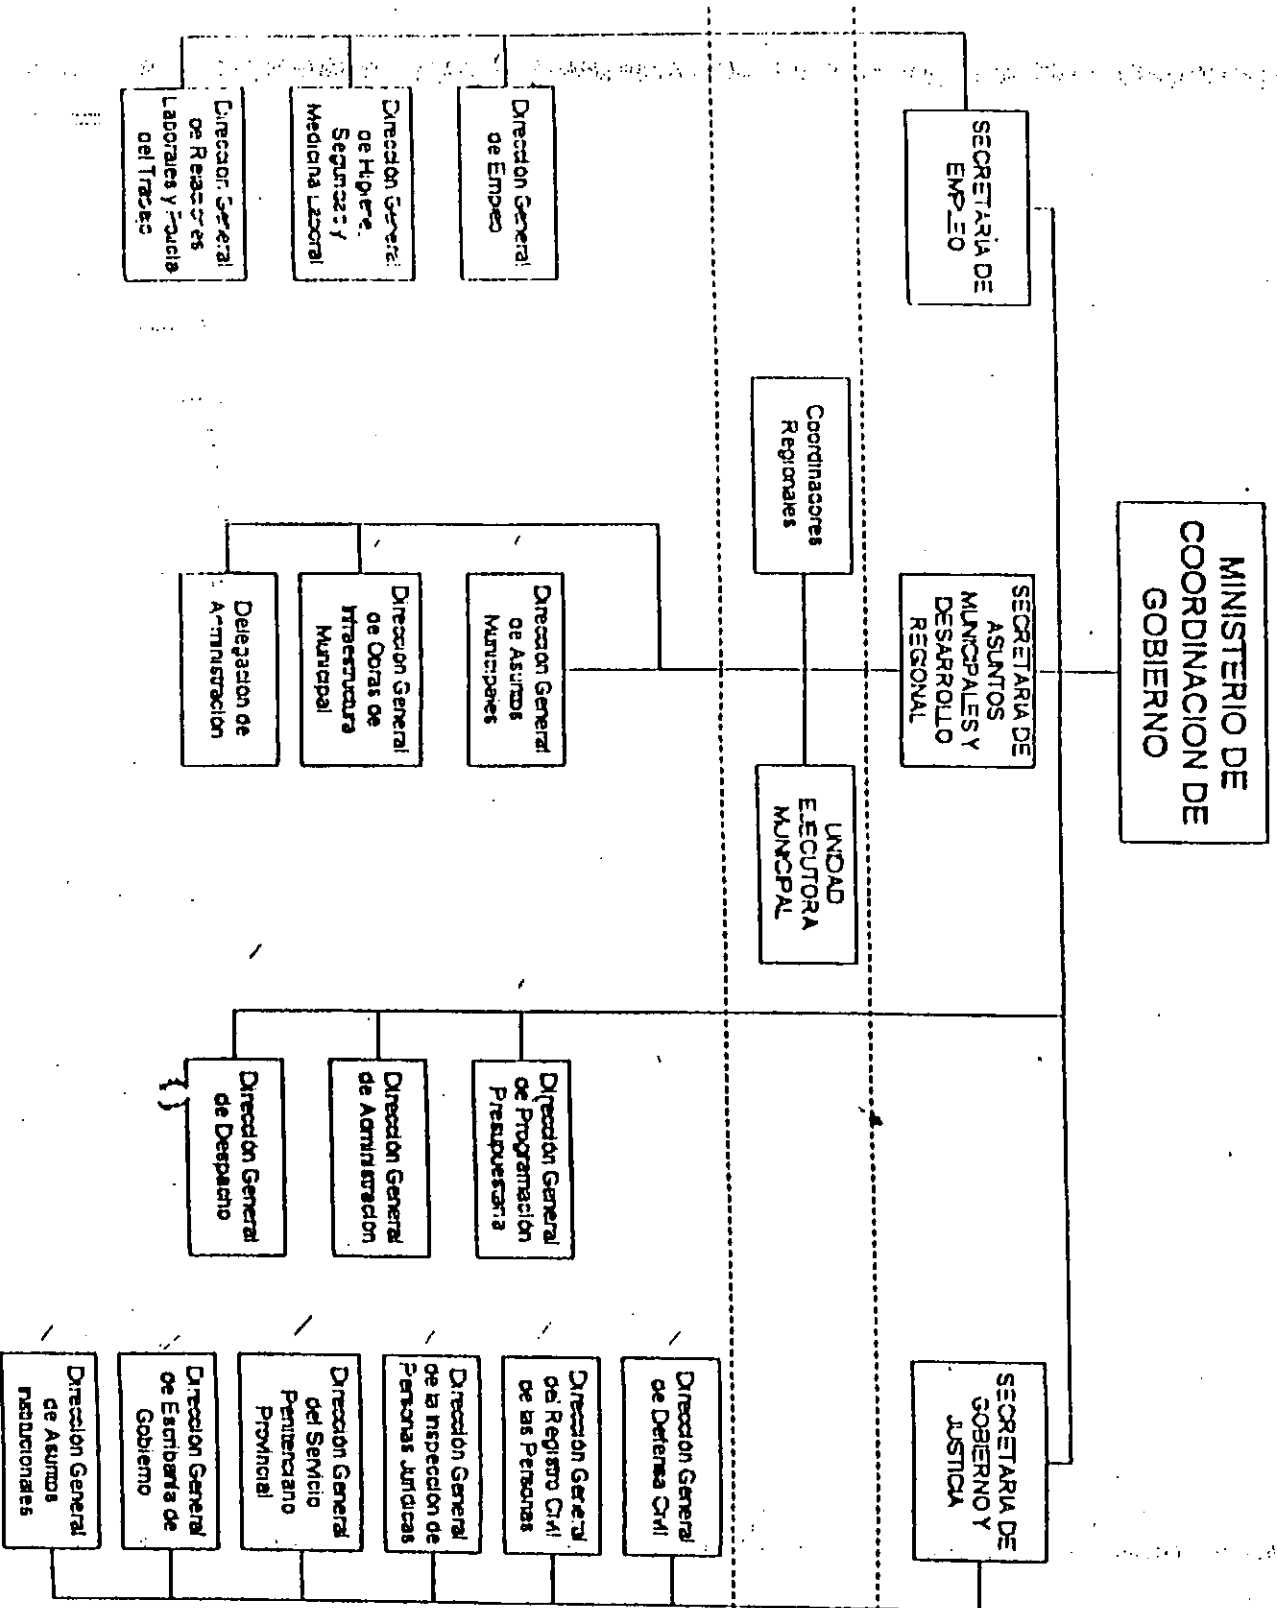 MINISTERIO DE
COORDINACION DE
GOBIERNO
SECRETARIA DE
EMPLEO
SECRETARIA DE
ASUNTOS
MUNICIPALES Y
DESARROLLO
REGIONAL
SECRETARIA DE
GOBIERNO Y
JUSTICIA
Coordinadores
Regionales
UNIDAD
EJECUTORA
MUNICIPAL
Dirección General
de Empleo
Dirección General
de Higiene,
Seguridad y
Medicina Laboral
Dirección General
de Relaciones
Laborales y Policía
del Trabajo
Dirección General
de Asuntos
Municipales
Dirección General
de Obras de
Infraestructura
Municipal
Delegación de
Administración
Dirección General
de Programación
Presupuestaria
Dirección General
de Administración
Dirección General
de Despacho
Dirección General
de Defensa Civil
Dirección General
del Registro Civil
de las Personas
Dirección General
de la Inspección de
Personas Jurídicas
Dirección General
del Servicio
Penitenciario
Provincial
Dirección General
de Escribanía de
Gobierno
Dirección General
de Asuntos
Institucionales